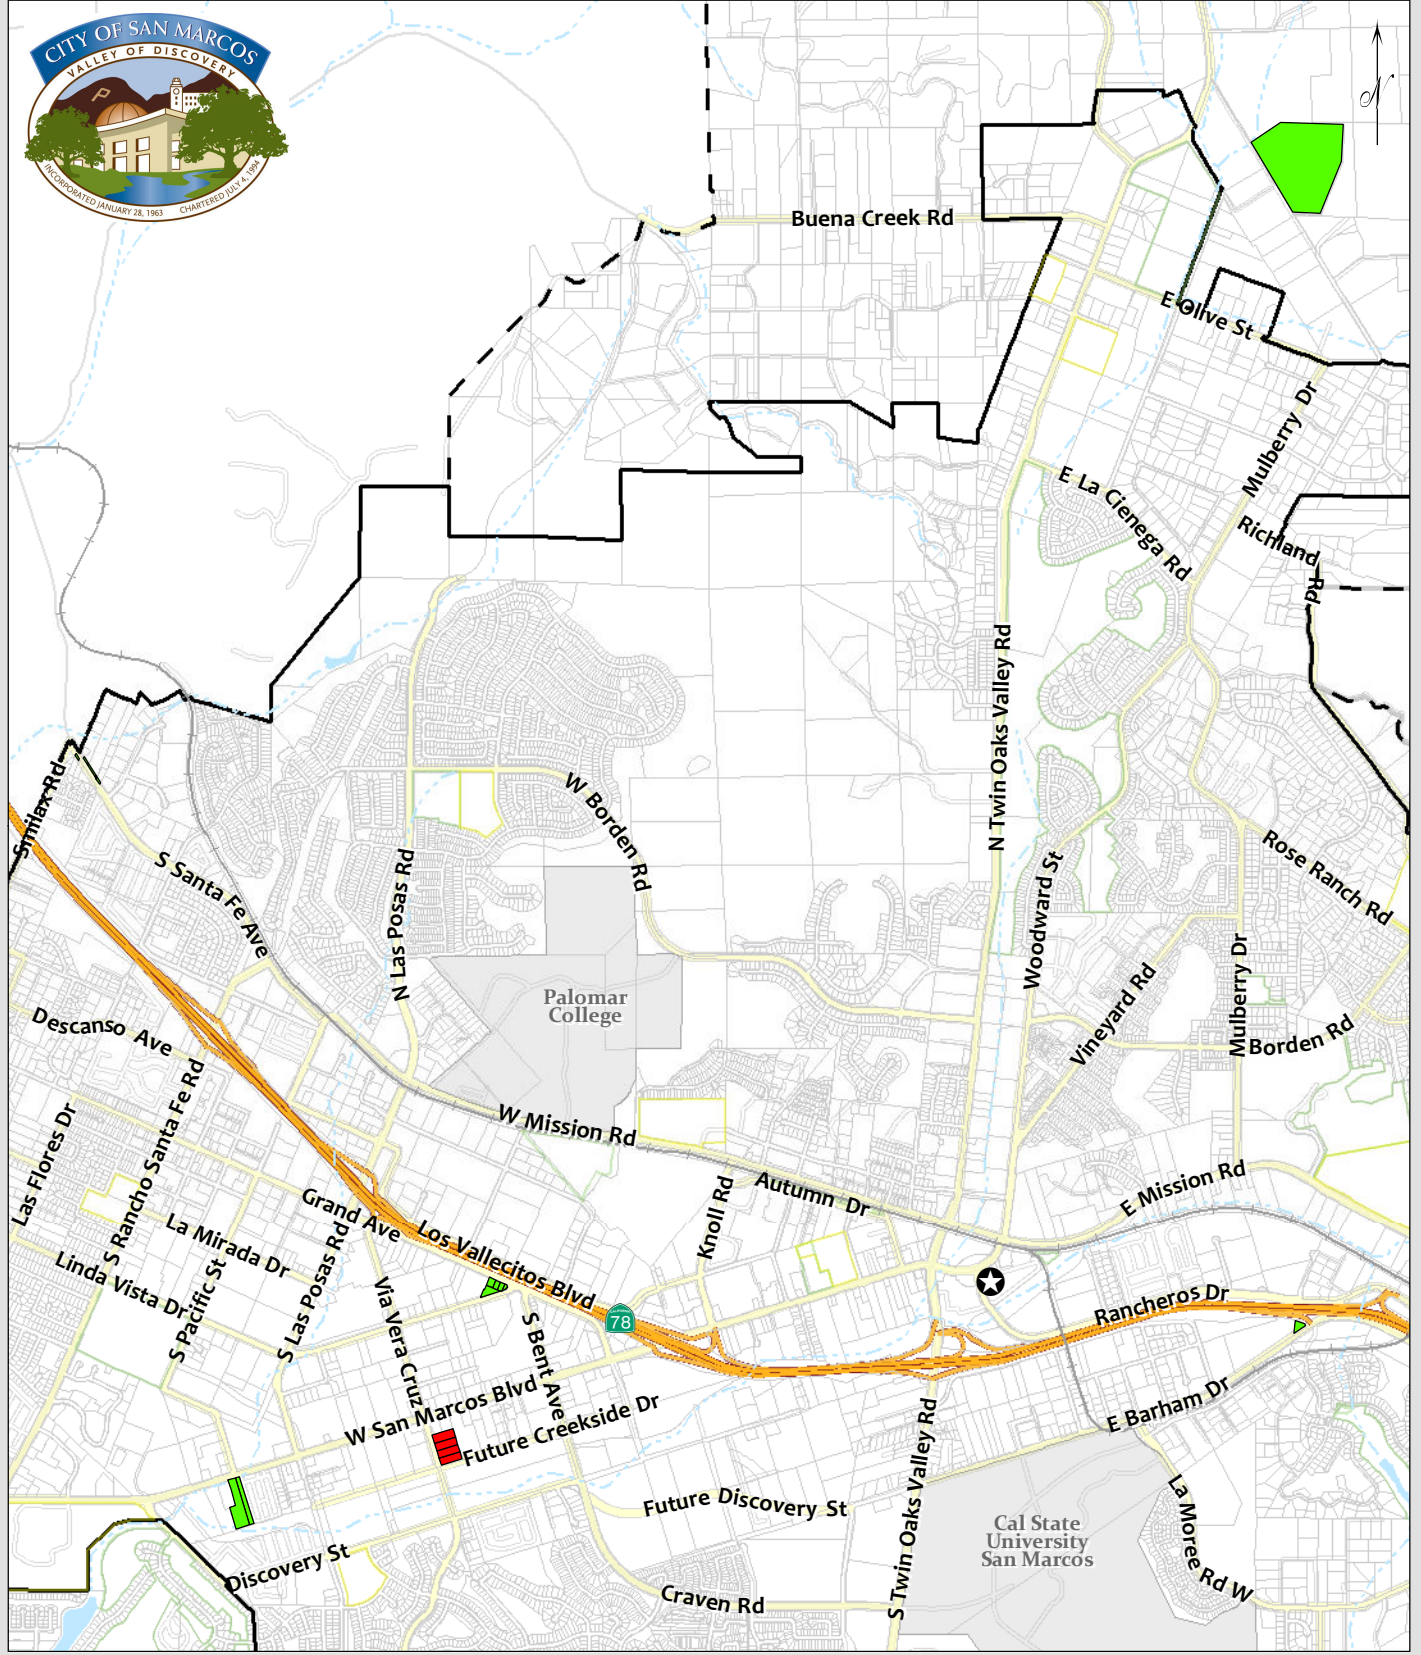 CITY OF SAN MARCOS
VALLEY OF DISCOVERY
P
INCORPORATED JANUARY 28, 1963
CHARTERED JULY 4, 1994
N
Buena Creek Rd
E Olive St
Mulberry Dr
E La Cienega Rd
Richland Rd
N Twin Oaks Valley Rd
Smilax Rd
W Borden Rd
S Santa Fe Ave
N Las Posas Rd
Woodward St
Rose Ranch Rd
Palomar
College
Vineyard Rd
Mulberry Dr
Borden Rd
Descanso Ave
Las Flores Dr
S Rancho Santa Fe Rd
W Mission Rd
Autumn Dr
Knoll Rd
E Mission Rd
Grand Ave
La Mirada Dr
Los Vallecitos Blvd
Linda Vista Dr
S Pacific St
S Las Posas Rd
Via Vera Cruz
S Bent Ave
CALIFORNIA
78
Rancheros Dr
W San Marcos Blvd
Future Creekside Dr
E Barham Dr
S Twin Oaks Valley Rd
Future Discovery St
La Moree Rd W
Cal State
University
San Marcos
Discovery St
Craven Rd